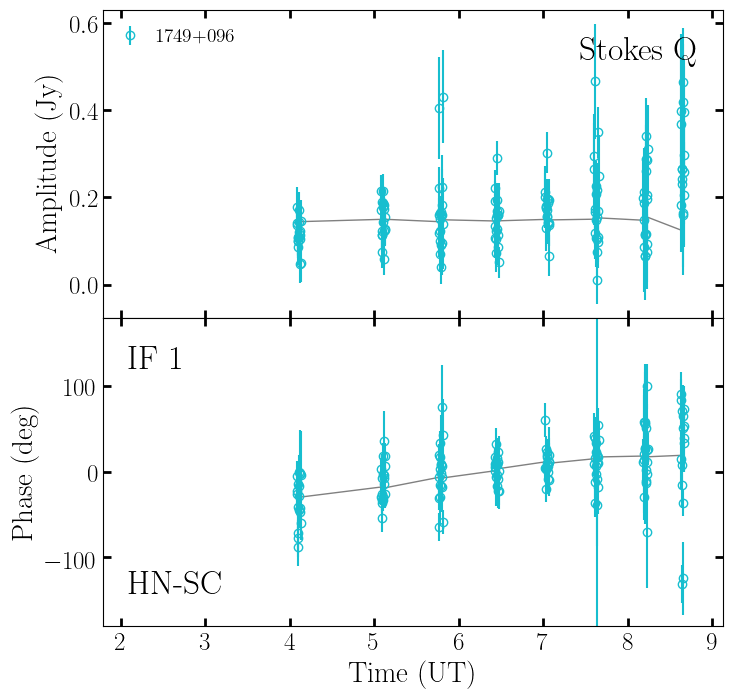 1749+096
Stokes Q
0.6
0.4
0.2
0.0
Amplitude (Jy)
IF 1
100
0
−100
Phase (deg)
HN-SC
2 3 4 5 6 7 8 9
Time (UT)